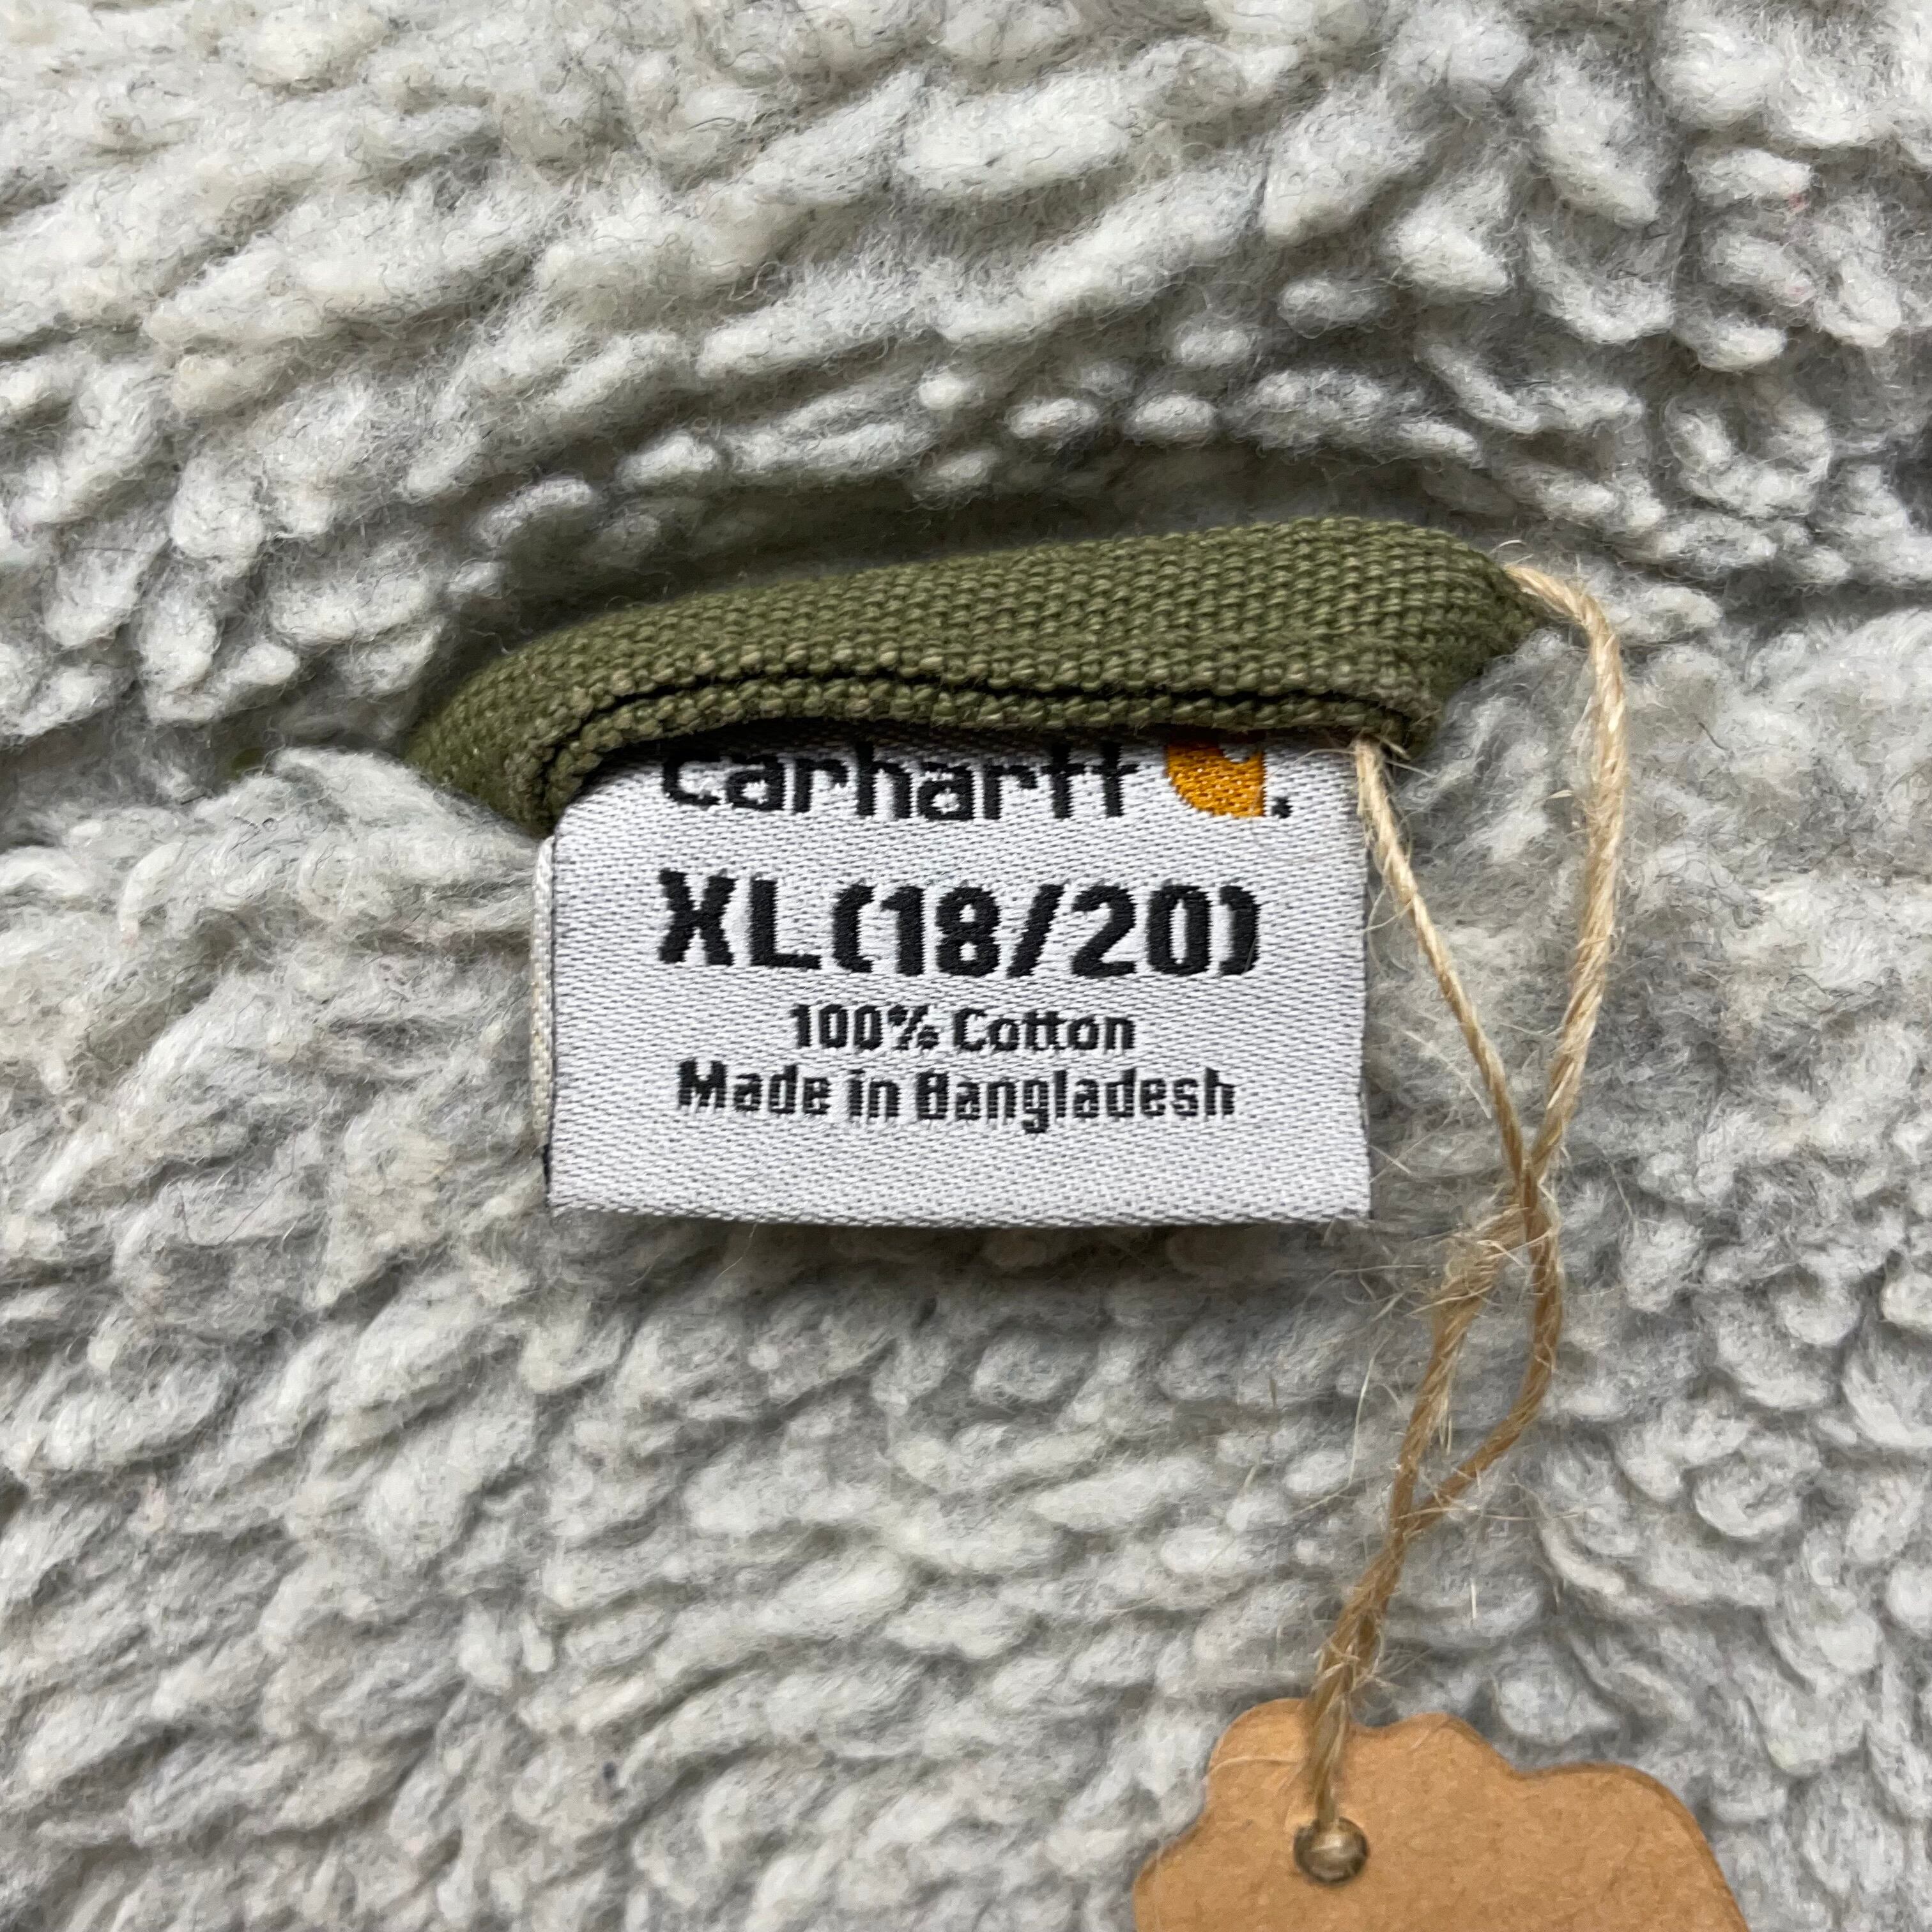 carhartt
XL(18/20)
100% Cotton
Made in Bangladesh